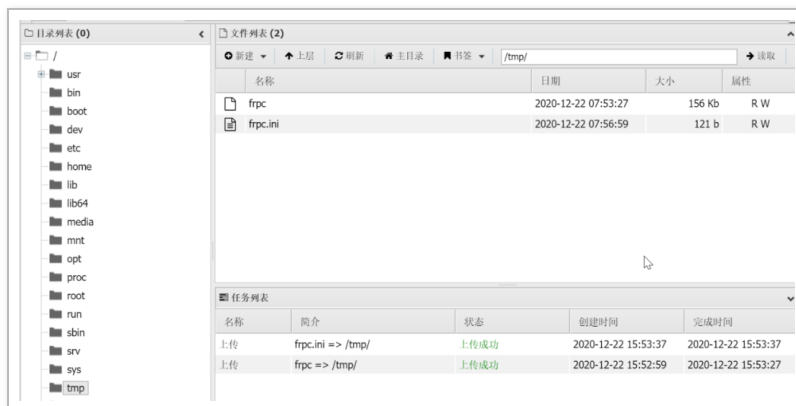 目录列表 (0)
/
usr
bin
boot
dev
etc
home
lib
lib64
media
mnt
opt
proc
root
run
sbin
srv
sys
tmp
文件列表 (2)
新建 上层 刷新 主目录 书签 /tmp/ 读取
名称 日期 大小 属性
frpc 2020-12-22 07:53:27 156 Kb R W
frpc.ini 2020-12-22 07:56:59 121 b R W
任务列表
名称 简介 状态 创建时间 完成时间
上传 frpc.ini => /tmp/ 上传成功 2020-12-22 15:53:37 2020-12-22 15:53:37
上传 frpc => /tmp/ 上传成功 2020-12-22 15:52:59 2020-12-22 15:53:27